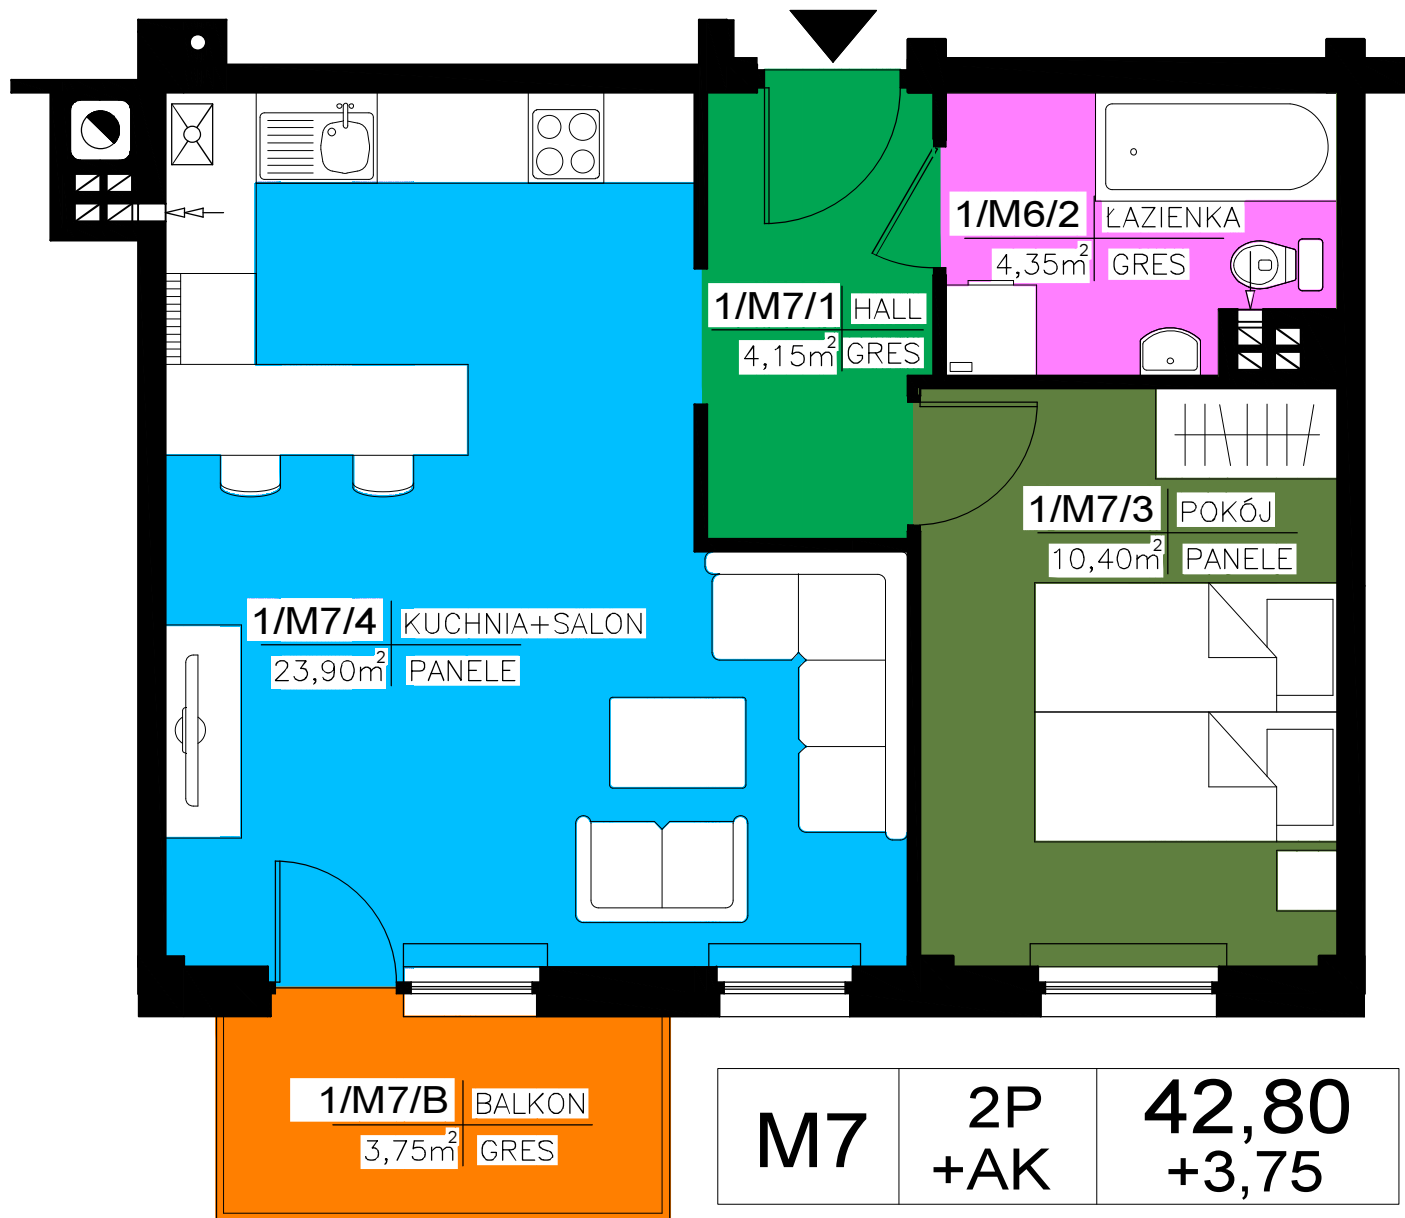 1/M6/2 ŁAZIENKA
4,35m² GRES
1/M7/1 HALL
4,15m² GRES
1/M7/3 POKÓJ
10,40m² PANELE
1/M7/4 KUCHNIA+SALON
23,90m² PANELE
1/M7/B BALKON
3,75m² GRES
M7
2P
+AK
42,80
+3,75